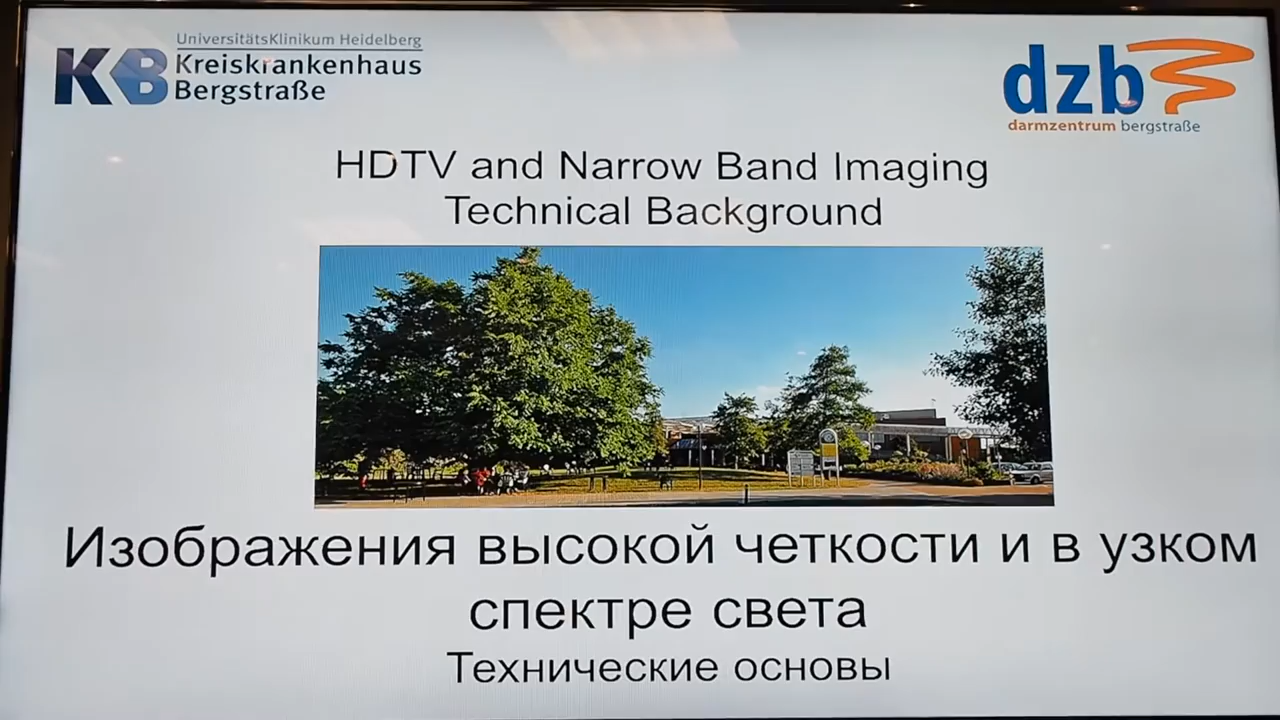 UniversitätsKlinikum Heidelberg
KB Kreiskrankenhaus
Bergstraße
dzb
darmzentrum bergstraße
HDTV and Narrow Band Imaging
Technical Background
Изображения высокой четкости и в узком
спектре света
Технические основы